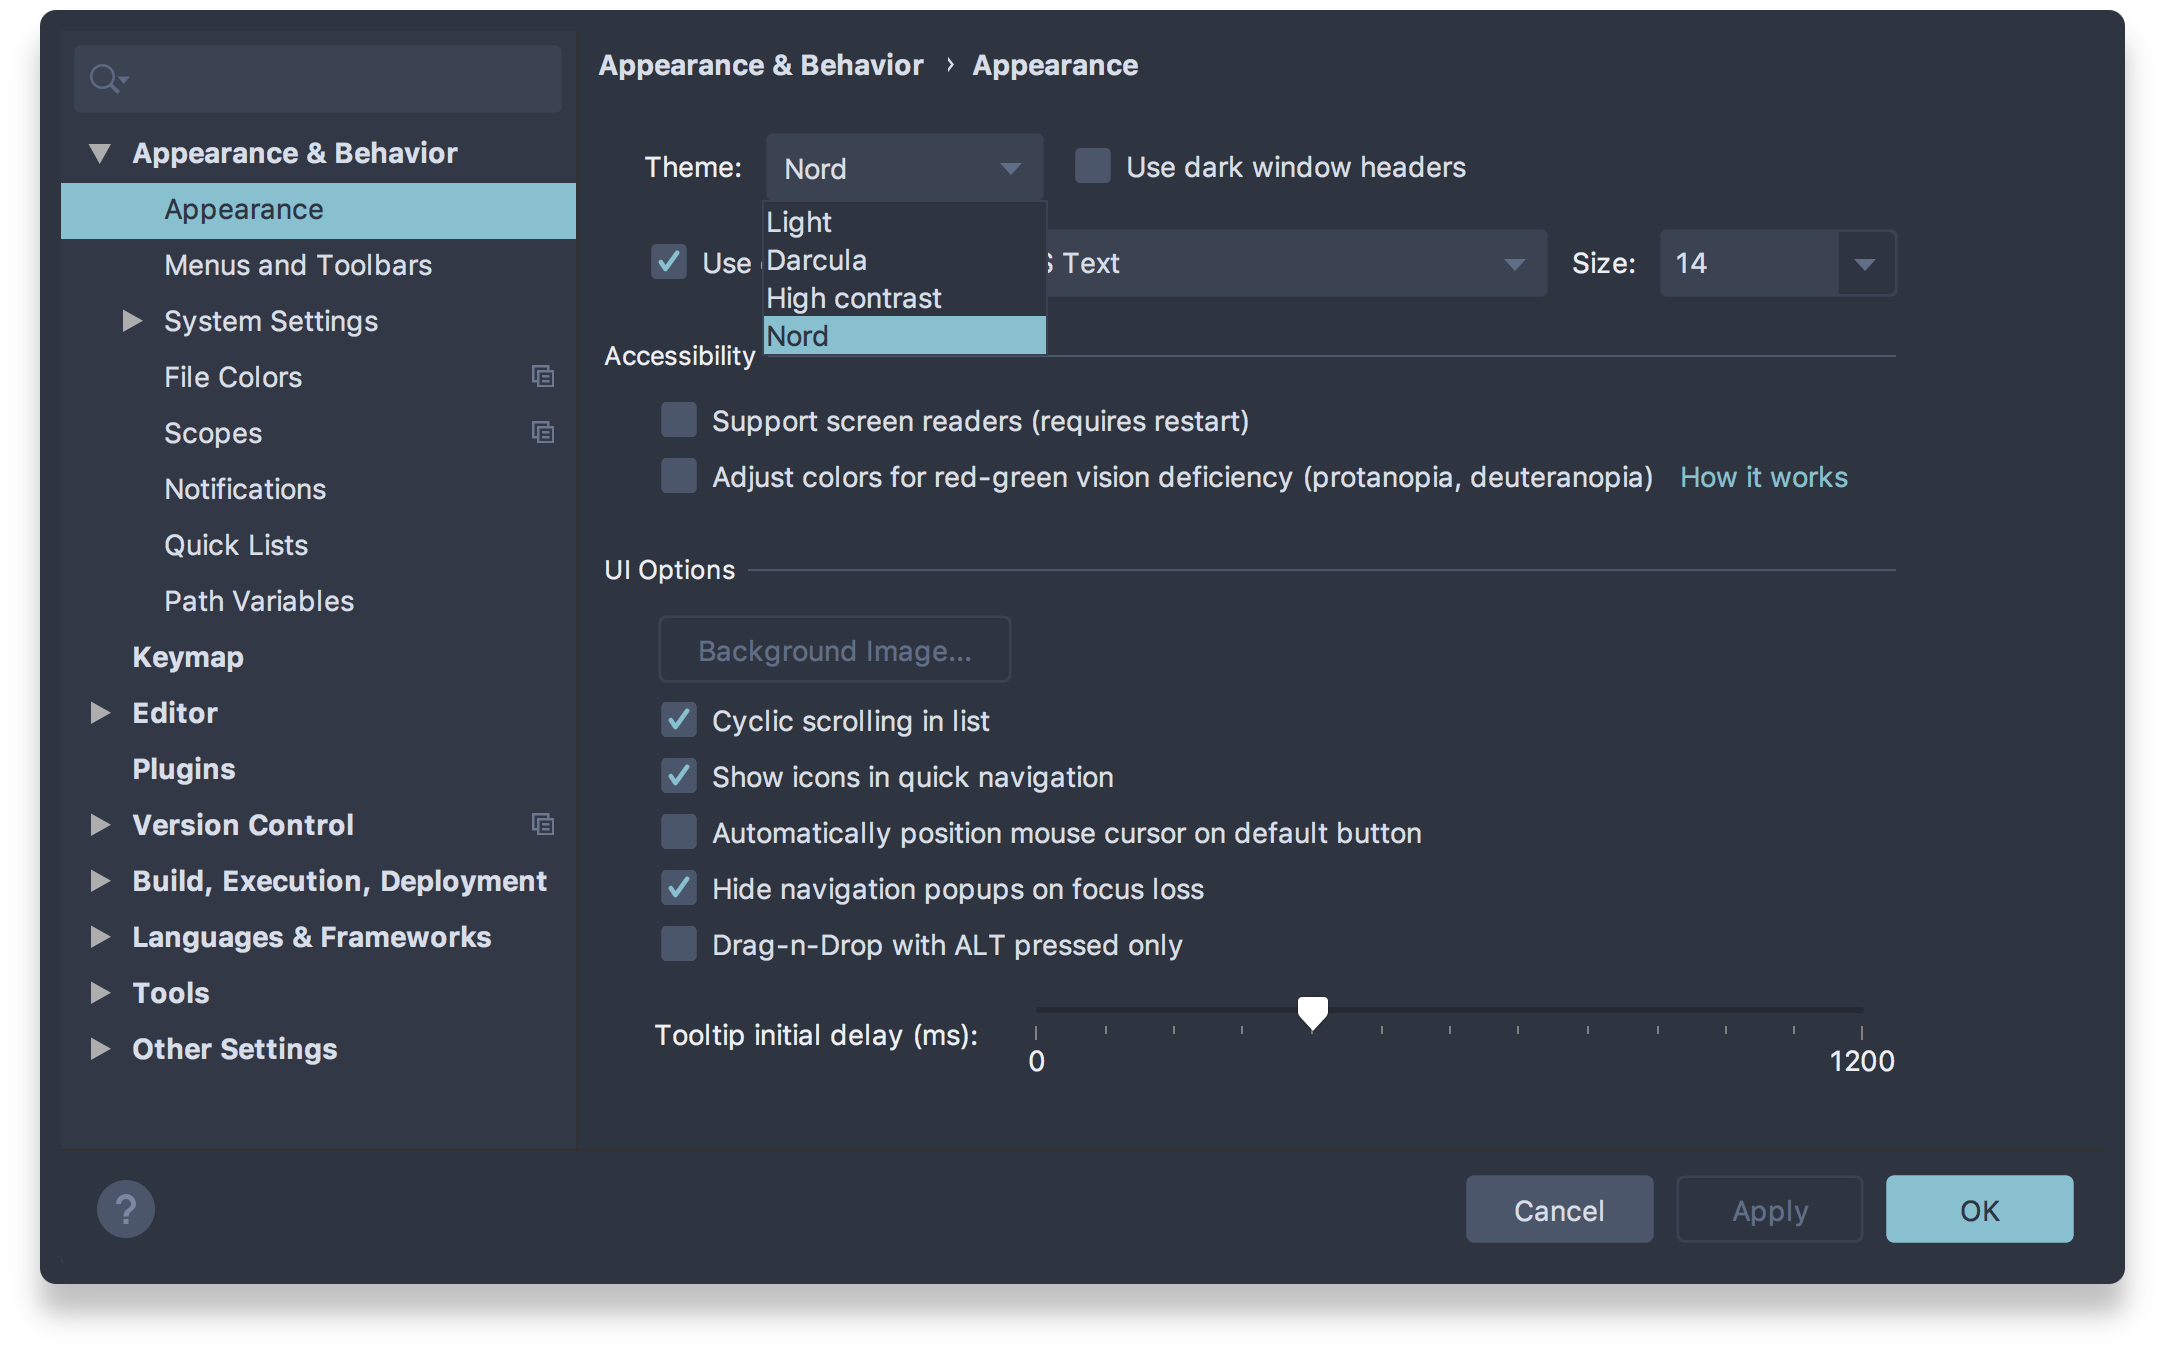 Appearance & Behavior
Appearance
Menus and Toolbars
System Settings
File Colors
Scopes
Notifications
Quick Lists
Path Variables
Keymap
Editor
Plugins
Version Control
Build, Execution, Deployment
Languages & Frameworks
Tools
Other Settings
?
Appearance & Behavior › Appearance
Theme: Nord Use dark window headers
Light
Darcula
High contrast
Nord
Use Text Size: 14
Accessibility
Support screen readers (requires restart)
Adjust colors for red-green vision deficiency (protanopia, deuteranopia) How it works
UI Options
Background Image...
Cyclic scrolling in list
Show icons in quick navigation
Automatically position mouse cursor on default button
Hide navigation popups on focus loss
Drag-n-Drop with ALT pressed only
Tooltip initial delay (ms):
0 1200
Cancel Apply OK